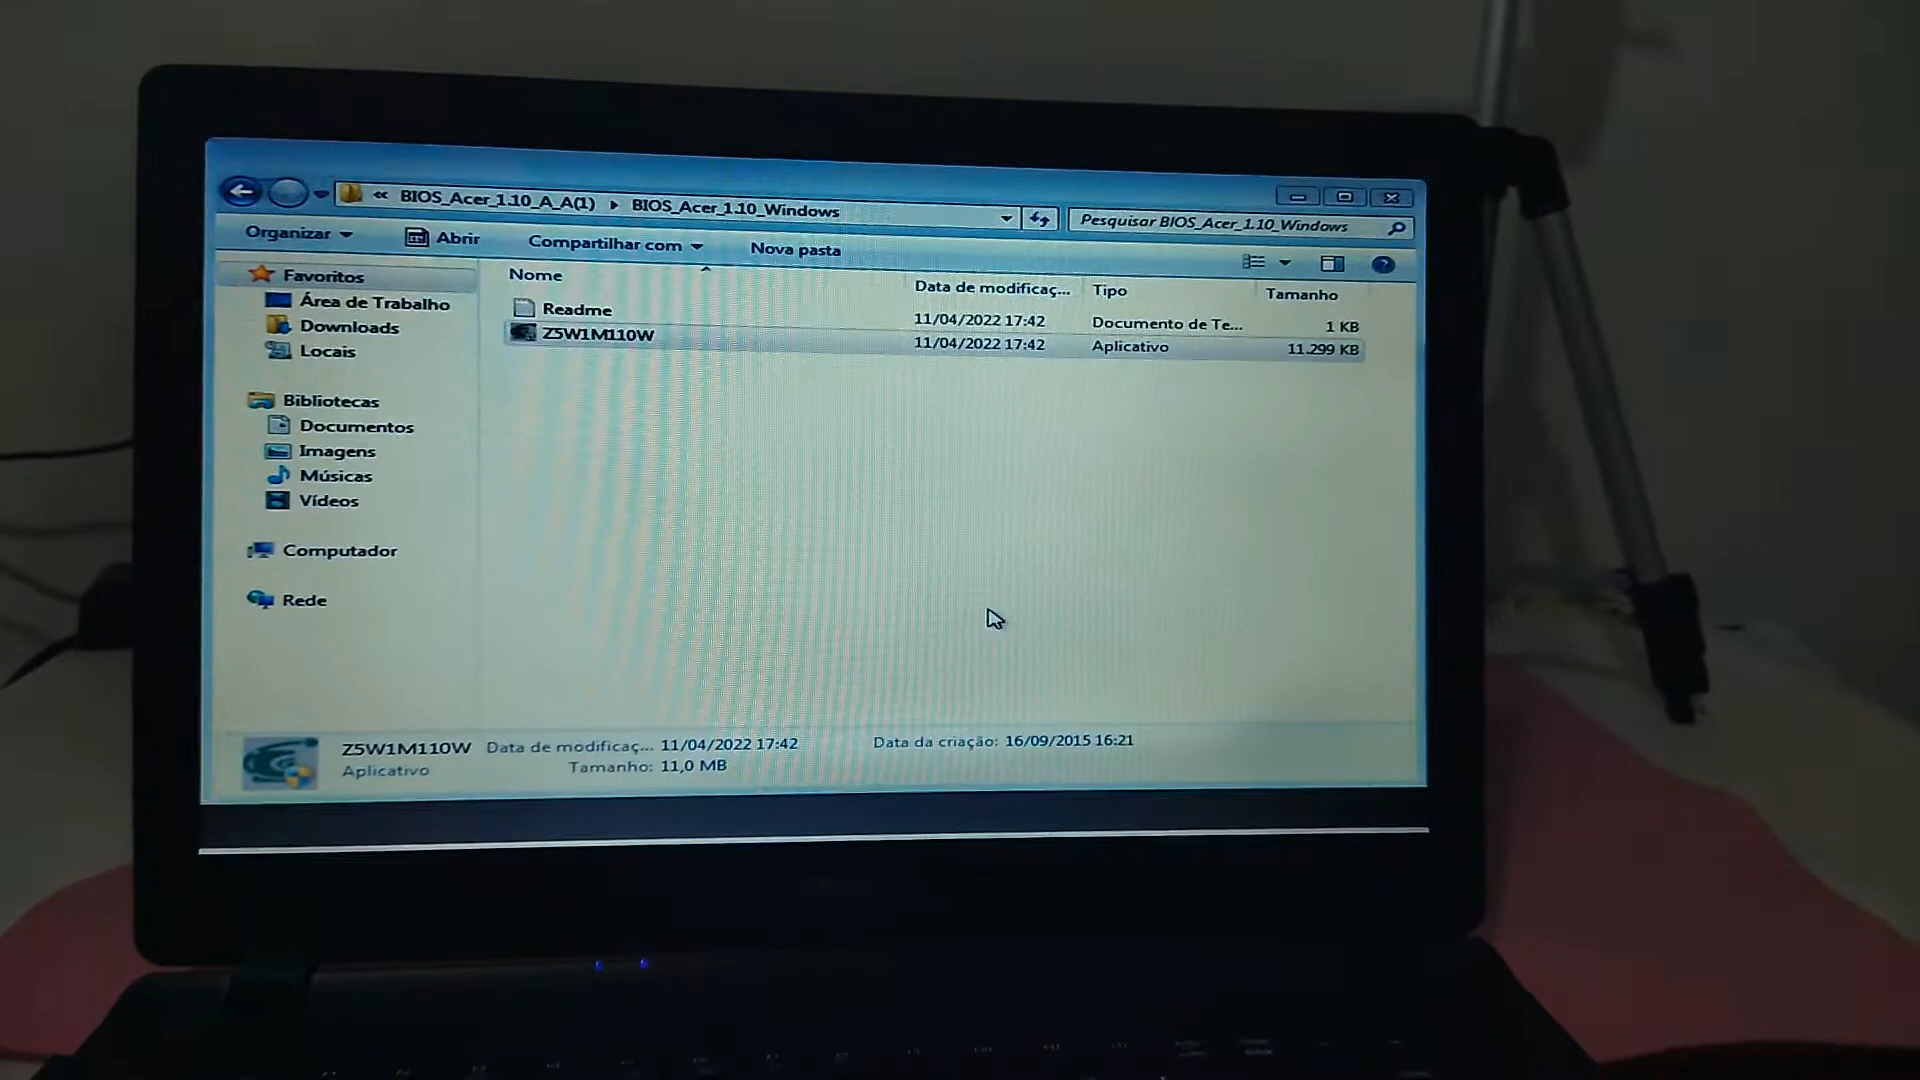 « BIOS_Acer_1.10_A_A(1) ▸ BIOS_Acer_1.10_Windows
Pesquisar BIOS_Acer_1.10_Windows
Organizar Abrir Compartilhar com Nova pasta
Favoritos
Área de Trabalho
Downloads
Locais
Bibliotecas
Documentos
Imagens
Músicas
Vídeos
Computador
Rede
Nome Data de modificaç... Tipo Tamanho
Readme 11/04/2022 17:42 Documento de Te... 1 KB
Z5W1M110W 11/04/2022 17:42 Aplicativo 11.299 KB
Z5W1M110W Data de modificaç... 11/04/2022 17:42 Data da criação: 16/09/2015 16:21
Aplicativo Tamanho: 11,0 MB